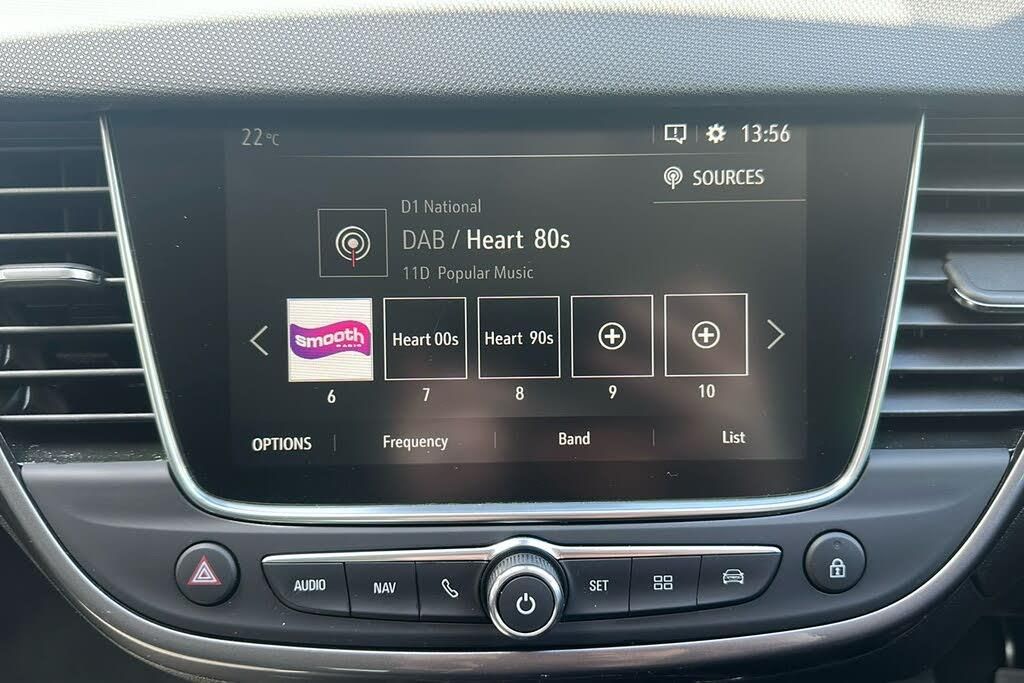 22°C
13:56
SOURCES
D1 National
DAB / Heart 80s
11D Popular Music
smooth
RADIO
Heart 00s
Heart 90s
6
7
8
9
10
OPTIONS
Frequency
Band
List
AUDIO
NAV
SET